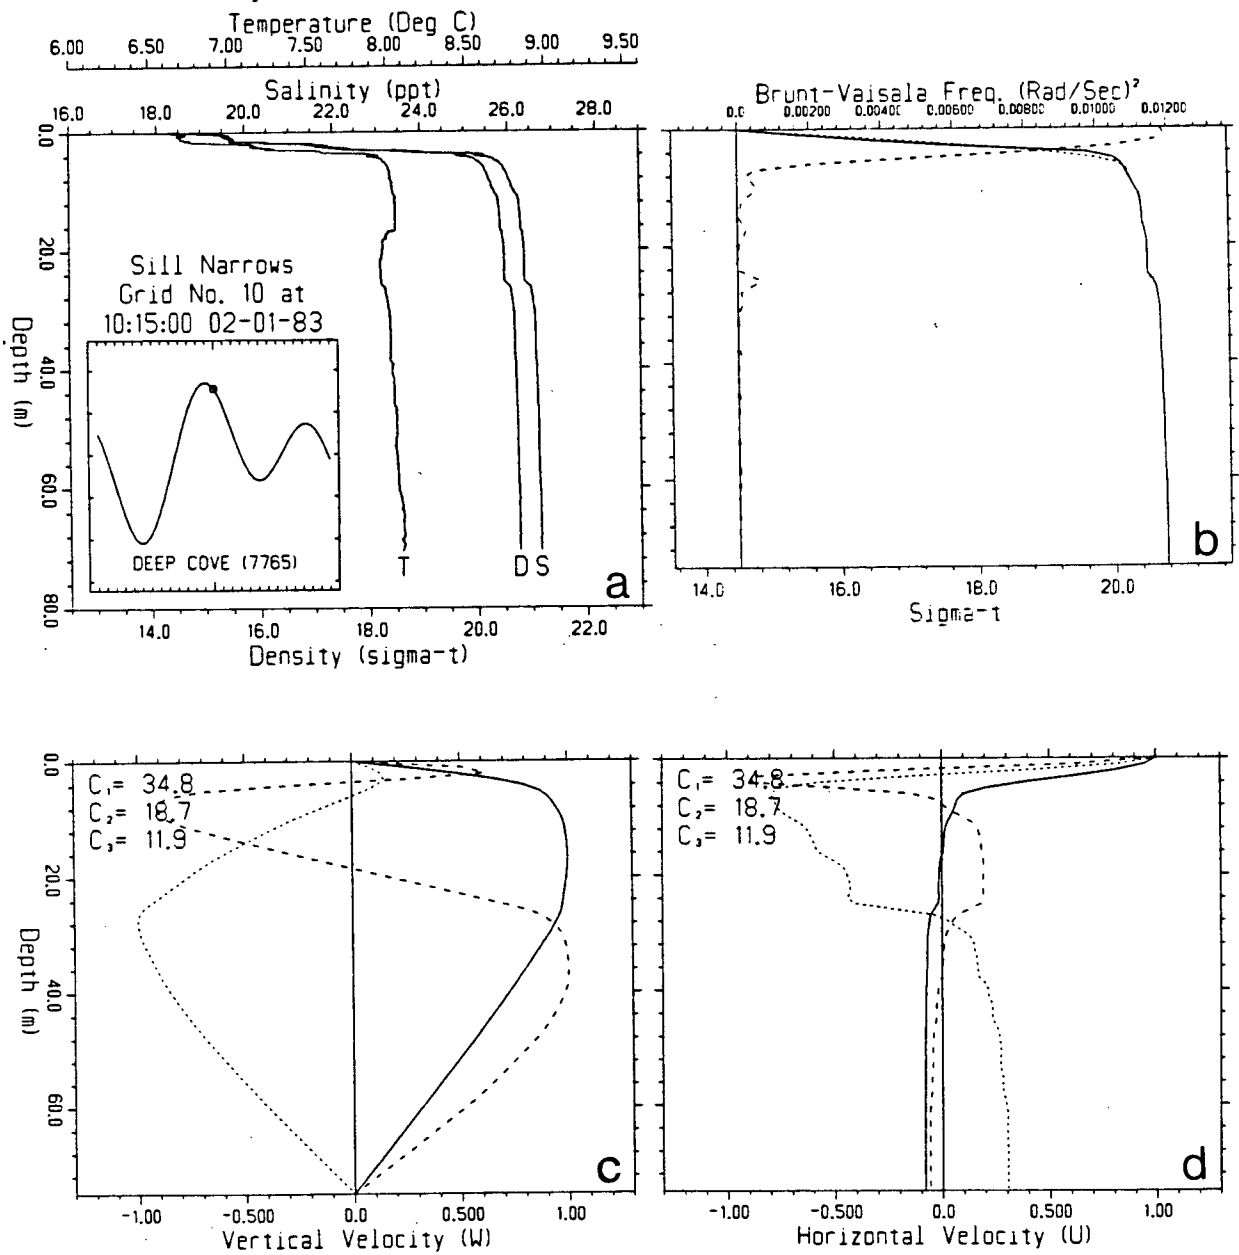 Temperature (Deg C)
6.00 6.50 7.00 7.50 8.00 8.50 9.00 9.50
Salinity (ppt)
16.0 18.0 20.0 22.0 24.0 26.0 28.0
0.0
20.0
40.0
60.0
80.0
Depth (m)
Sill Narrows
Grid No. 10 at
10:15:00 02-01-83
DEEP COVE (7765)
T D S
a
14.0 16.0 18.0 20.0 22.0
Density (sigma-t)
Brunt-Vaisala Freq. (Rad/Sec)²
0.0 0.00200 0.00400 0.00600 0.00800 0.01000 0.01200
b
14.0 16.0 18.0 20.0
Sigma-t
0.0
20.0
40.0
60.0
Depth (m)
C₁= 34.8
C₂= 18.7
C₃= 11.9
c
-1.00 -0.500 0.0 0.500 1.00
Vertical Velocity (W)
C₁= 34.8
C₂= 18.7
C₃= 11.9
d
-1.00 -0.500 0.0 0.500 1.00
Horizontal Velocity (U)